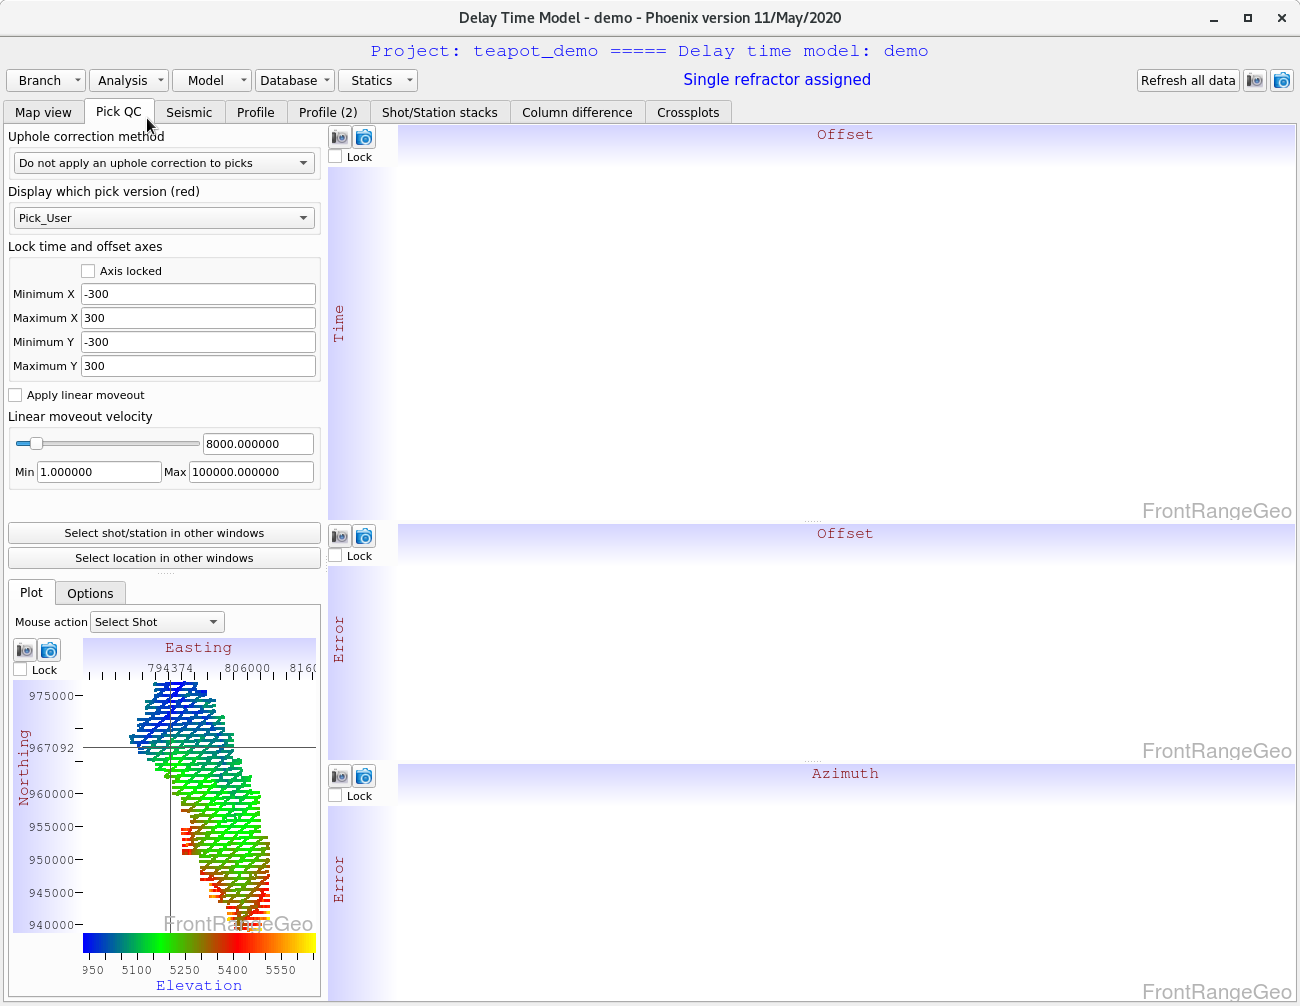 Delay Time Model - demo - Phoenix version 11/May/2020
Project: teapot_demo ===== Delay time model: demo
Branch Analysis Model Database Statics Single refractor assigned Refresh all data
Map view Pick QC Seismic Profile Profile (2) Shot/Station stacks Column difference Crossplots
Uphole correction method
Do not apply an uphole correction to picks
Display which pick version (red)
Pick_User
Lock time and offset axes
Axis locked
Minimum X -300
Maximum X 300
Minimum Y -300
Maximum Y 300
Apply linear moveout
Linear moveout velocity
8000.000000
Min 1.000000 Max 100000.000000
Select shot/station in other windows
Select location in other windows
Plot Options
Mouse action Select Shot
Lock
Easting
794374 806000 8160
Northing
975000
967092
960000
955000
950000
945000
940000
FrontRangeGeo
950 5100 5250 5400 5550
Elevation
Lock
Offset
Time
FrontRangeGeo
Lock
Offset
Error
FrontRangeGeo
Lock
Azimuth
Error
FrontRangeGeo